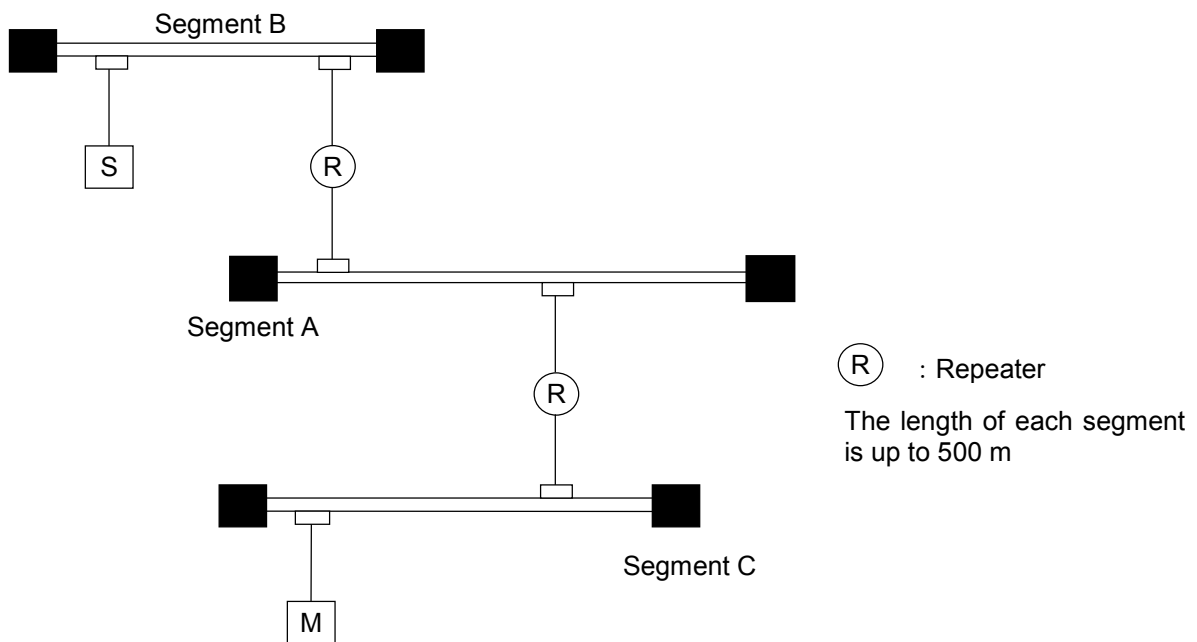 Segment B
S
R
Segment A
R
R : Repeater
The length of each segment
is up to 500 m
Segment C
M